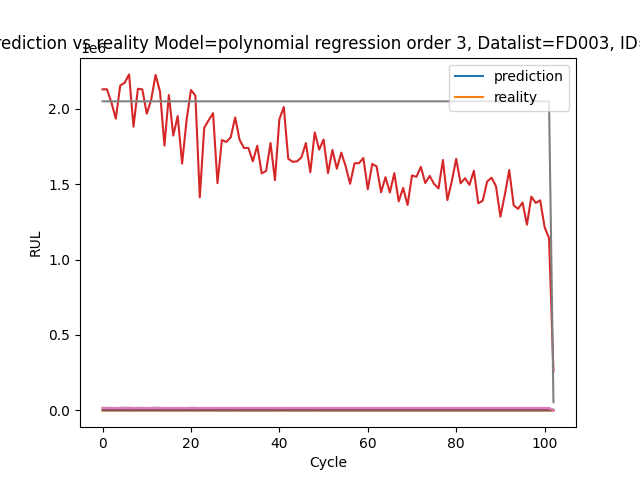 rediction vs reality Model=polynomial regression order 3, Datalist=FD003, ID=
1e6
prediction
reality
2.0
1.5
1.0
0.5
0.0
RUL
0 20 40 60 80 100
Cycle